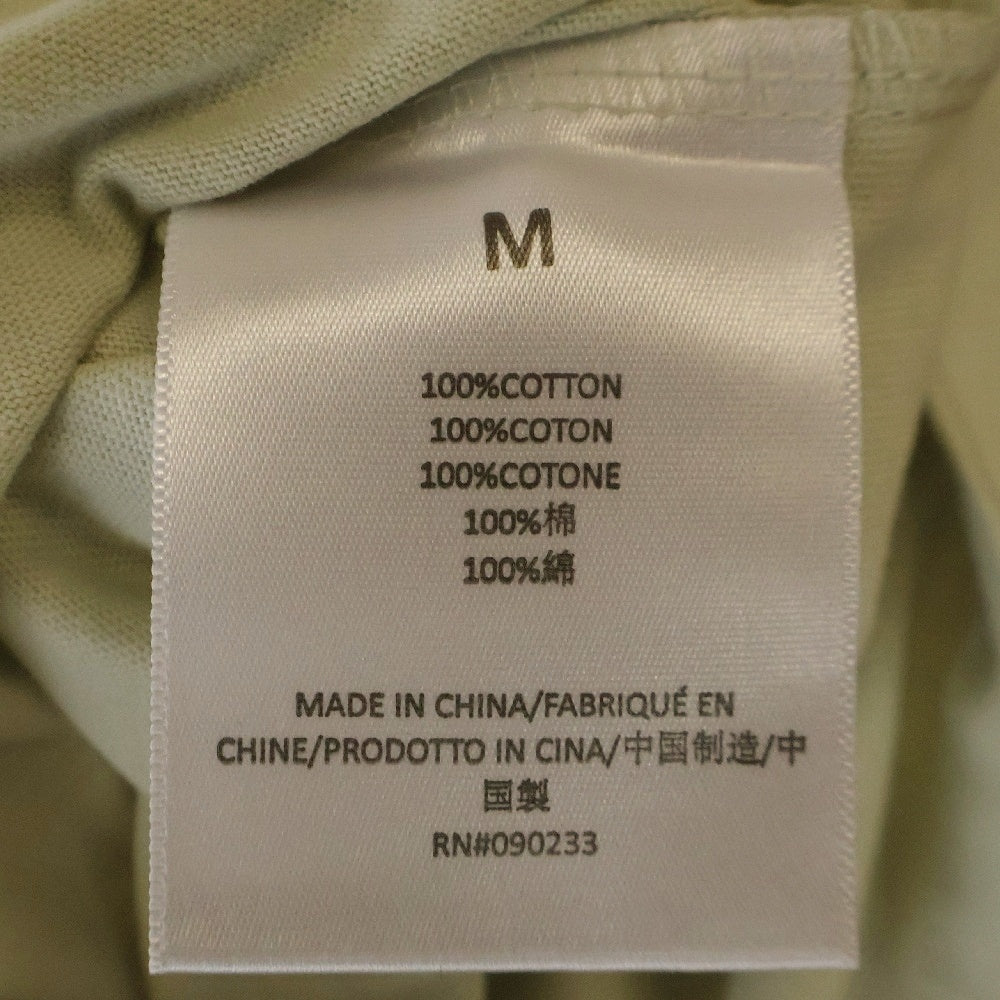 M
100%COTTON
100%COTON
100%COTONE
100%棉
100%綿
MADE IN CHINA/FABRIQUÉ EN
CHINE/PRODOTTO IN CINA/中国制造/中
国製
RN#090233